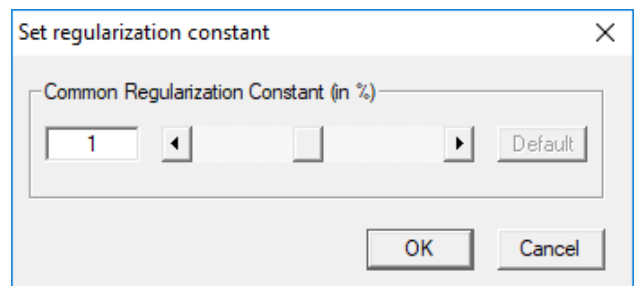 Set regularization constant
Common Regularization Constant (in %)
1
Default
OK
Cancel